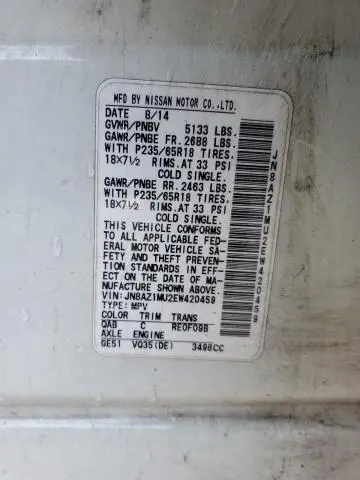 MFD BY NISSAN MOTOR CO.,LTD.
DATE 8/14
GVWR/PNBV 5133 LBS.
GAWR/PNBE FR. 2688 LBS.
WITH P235/65R18 TIRES,
18X7½ RIMS.AT 33 PSI
COLD SINGLE.
GAWR/PNBE RR. 2463 LBS.
WITH P235/65R18 TIRES,
18X7½ RIMS.AT 33 PSI
COLD SINGLE.
THIS VEHICLE CONFORMS
TO ALL APPLICABLE FED-
ERAL MOTOR VEHICLE SA-
FETY AND THEFT PREVEN-
TION STANDARDS IN EFFECT
ON THE DATE OF MA-
NUFACTURE SHOWN ABOVE.
VIN:JN8AZ1MU2EW420459
TYPE: MPV
COLOR TRIM TRANS
QAB C RE0F09B
AXLE ENGINE
GE51 VQ35(DE) 3498CC
JN8AZ1MU2EW420459